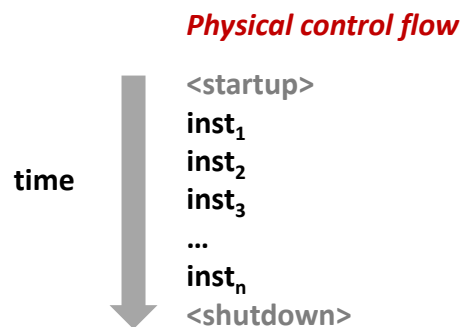 Physical control flow
<startup>
inst₁
inst₂
time
inst₃
…
instₙ
<shutdown>